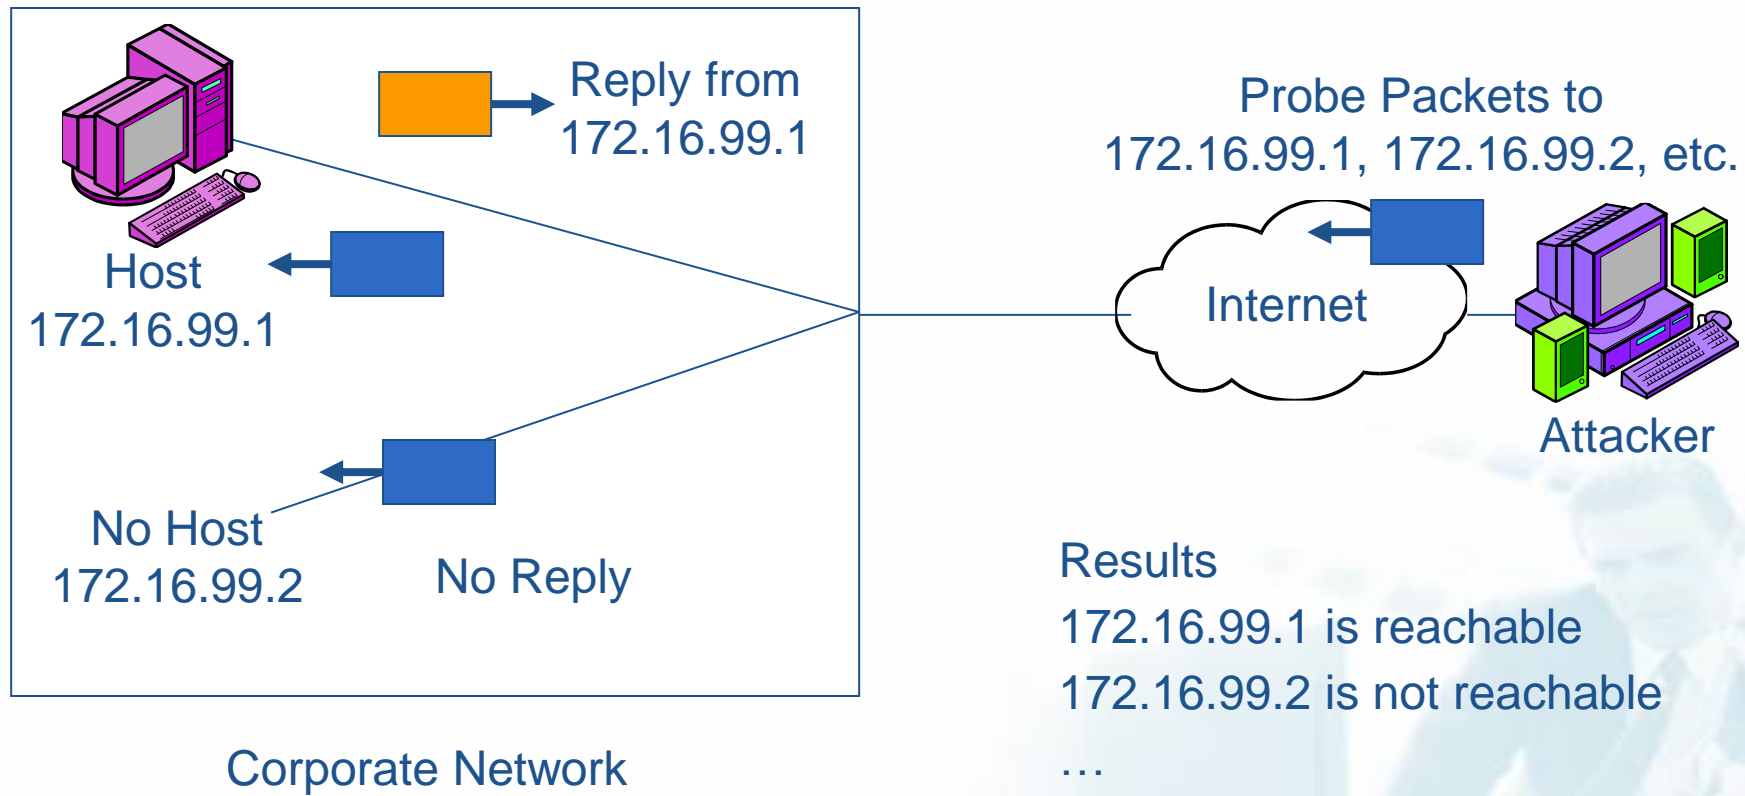 Reply from
172.16.99.1
Probe Packets to
172.16.99.1, 172.16.99.2, etc.
Host
172.16.99.1
Internet
Attacker
No Host
172.16.99.2
No Reply
Results
172.16.99.1 is reachable
172.16.99.2 is not reachable
…
Corporate Network